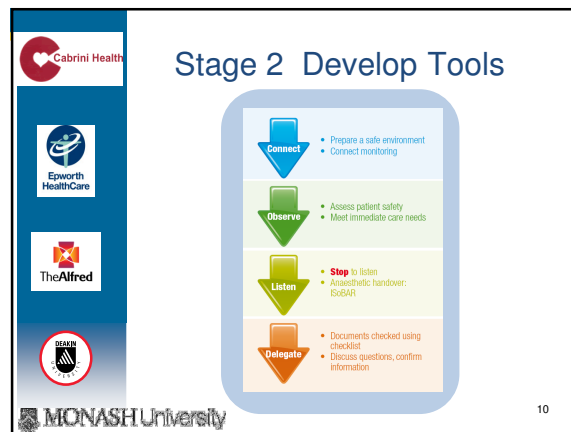 Cabrini Health
Stage 2 Develop Tools
Epworth
HealthCare
TheAlfred
DEAKIN
UNIVERSITY
Connect
• Prepare a safe environment
• Connect monitoring
Observe
• Assess patient safety
• Meet immediate care needs
Listen
• Stop to listen
• Anaesthetic handover:
ISoBAR
Delegate
• Documents checked using
checklist
• Discuss questions, confirm
information
MONASH University
10